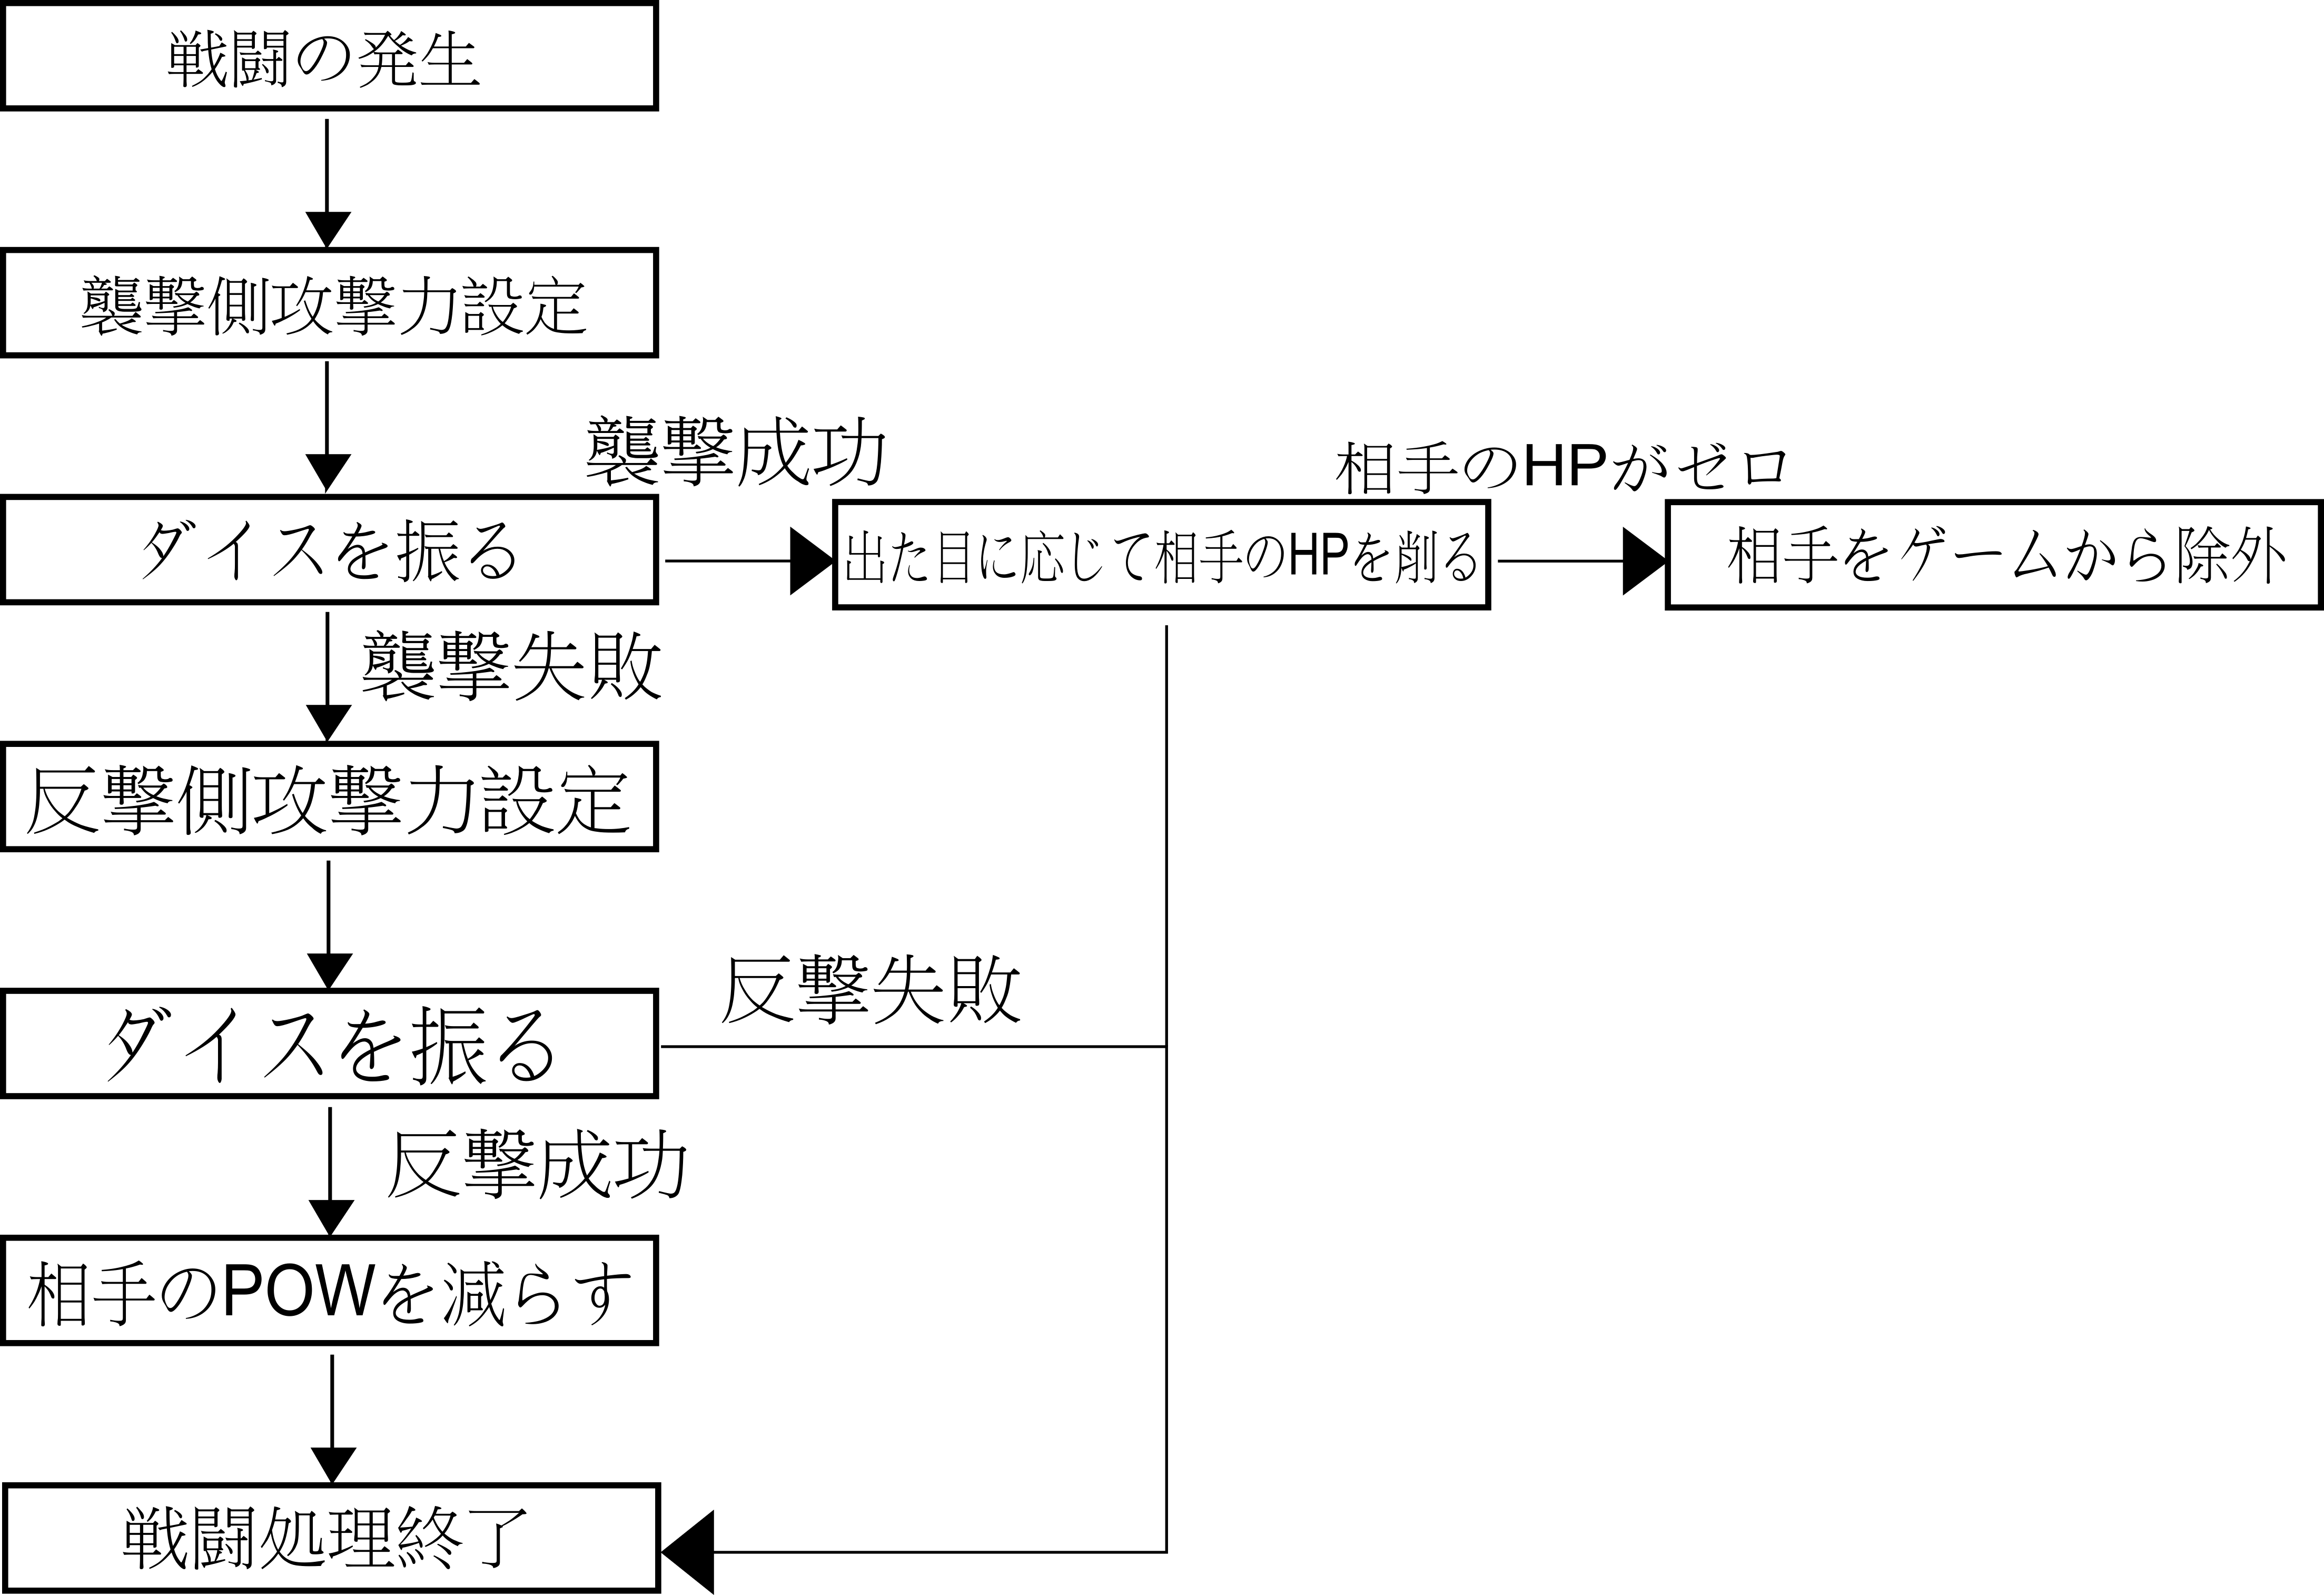 戦闘の発生
襲撃側攻撃力設定
襲撃成功
相手のHPがゼロ
ダイスを振る
出た目に応じて相手のHPを削る
相手をゲームから除外
襲撃失敗
反撃側攻撃力設定
反撃失敗
ダイスを振る
反撃成功
相手のPOWを減らす
戦闘処理終了